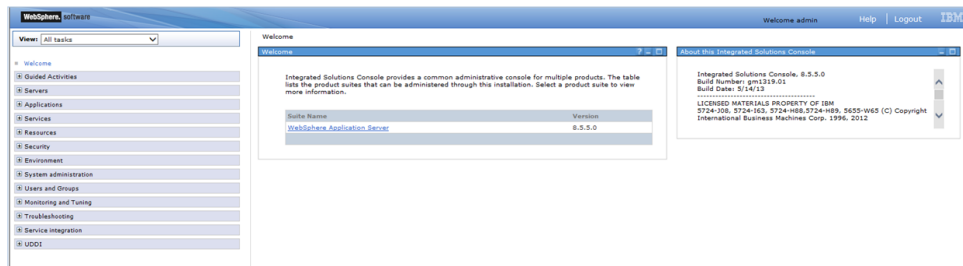 WebSphere. software
Welcome admin
Help
Logout
IBM
View: All tasks
Welcome
Guided Activities
Servers
Applications
Services
Resources
Security
Environment
System administration
Users and Groups
Monitoring and Tuning
Troubleshooting
Service integration
UDDI
Welcome
Welcome
Integrated Solutions Console provides a common administrative console for multiple products. The table
lists the product suites that can be administered through this installation. Select a product suite to view
more information.
Suite Name Version
WebSphere Application Server 8.5.5.0
About this Integrated Solutions Console
Integrated Solutions Console, 8.5.5.0
Build Number: gm1319.01
Build Date: 5/14/13
----------------------------------------
LICENSED MATERIALS PROPERTY OF IBM
5724-J08, 5724-I63, 5724-H88,5724-H89, 5655-W65 (C) Copyright
International Business Machines Corp. 1996, 2012